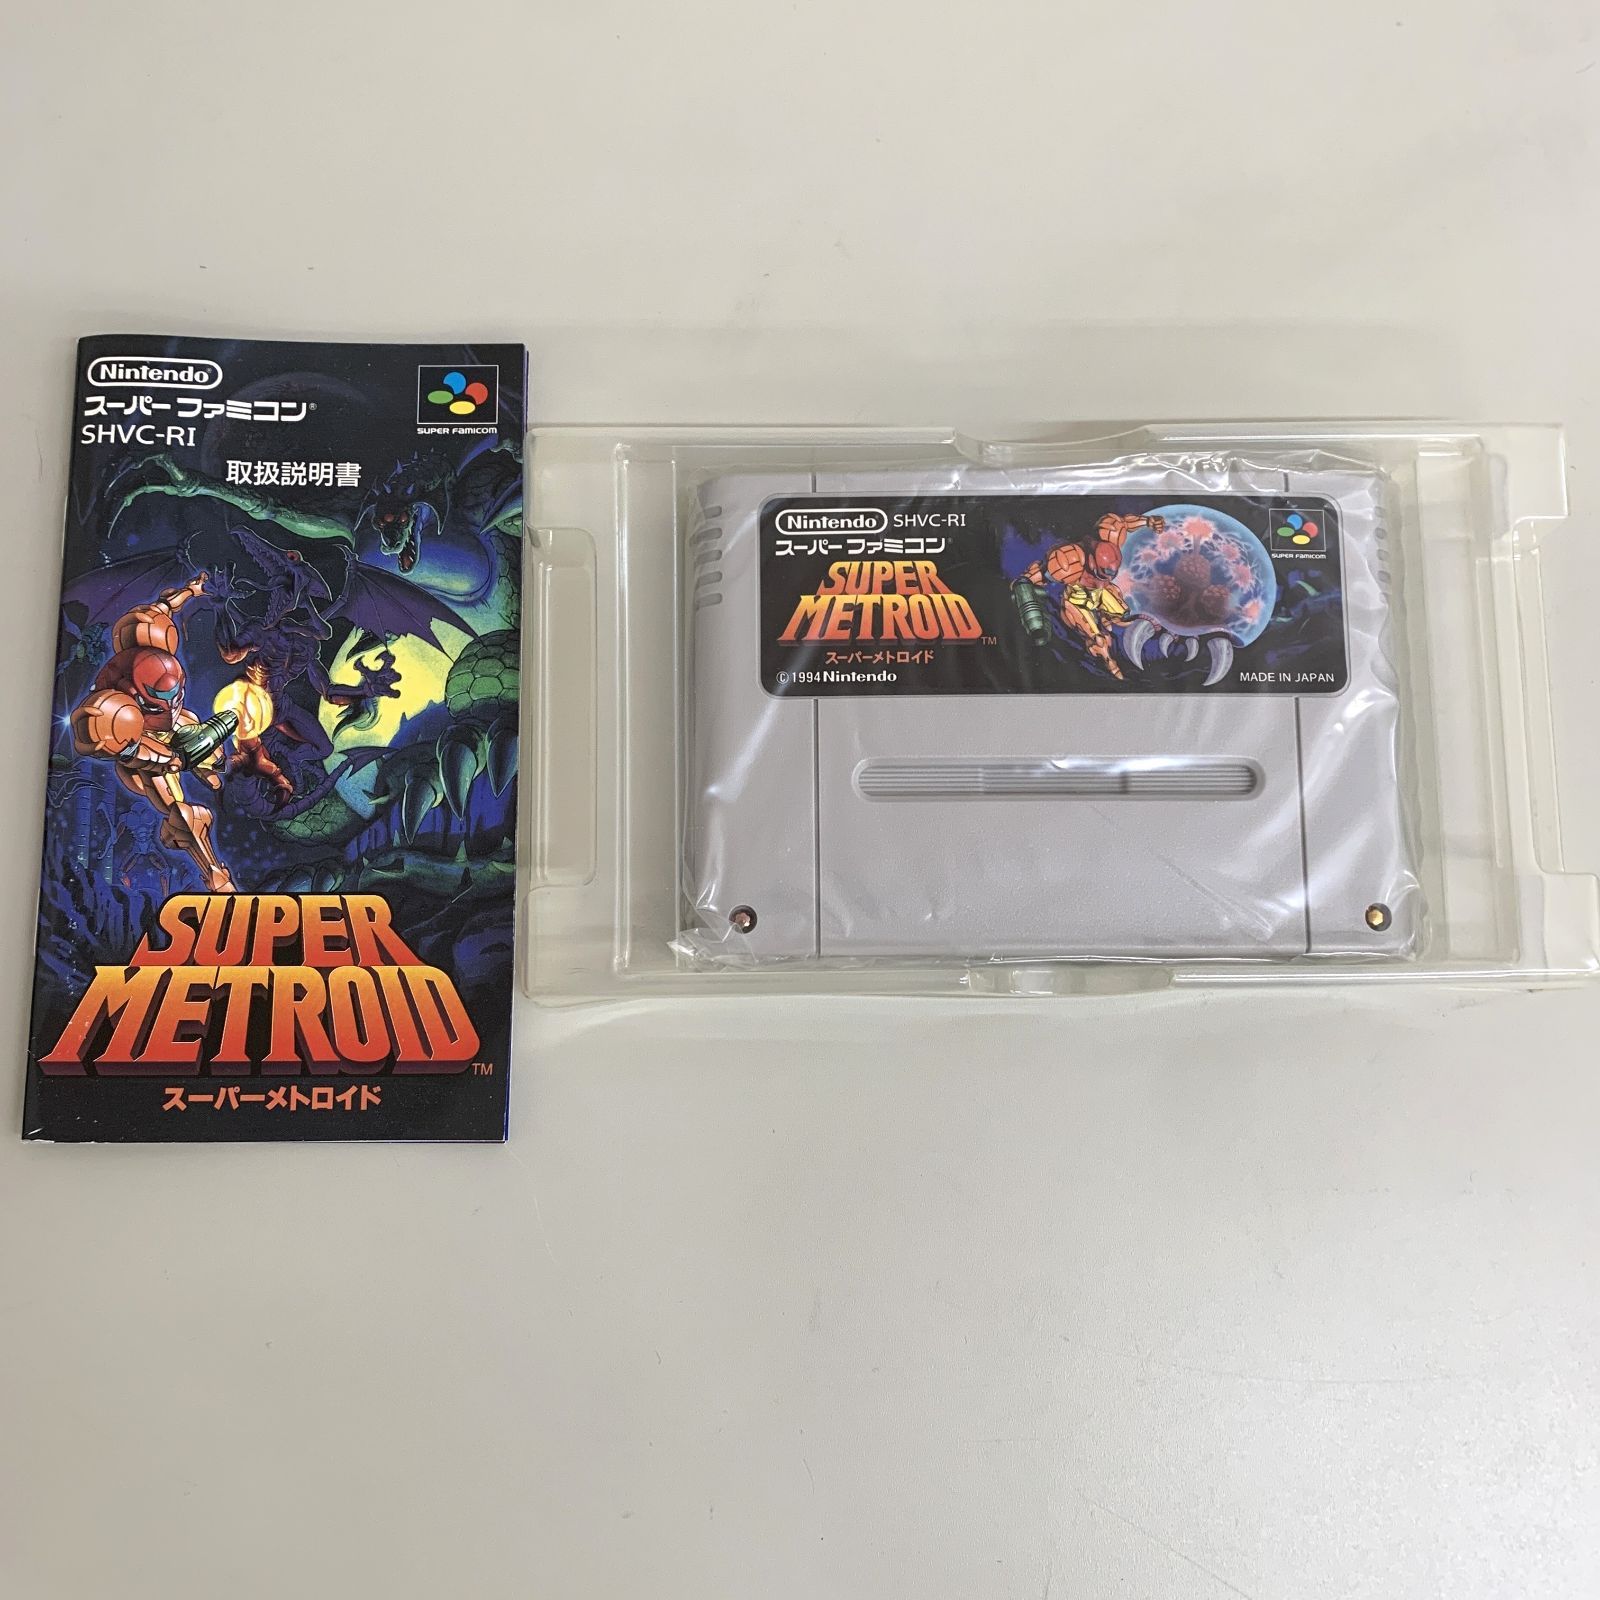 Nintendo
スーパーファミコン®
SHVC-RI
SUPER FAMICOM
取扱説明書
SUPER
METROID
TM
スーパーメトロイド
Nintendo SHVC-RI
スーパーファミコン®
SUPER FAMICOM
SUPER
METROID
TM
スーパーメトロイド
©1994 Nintendo
MADE IN JAPAN